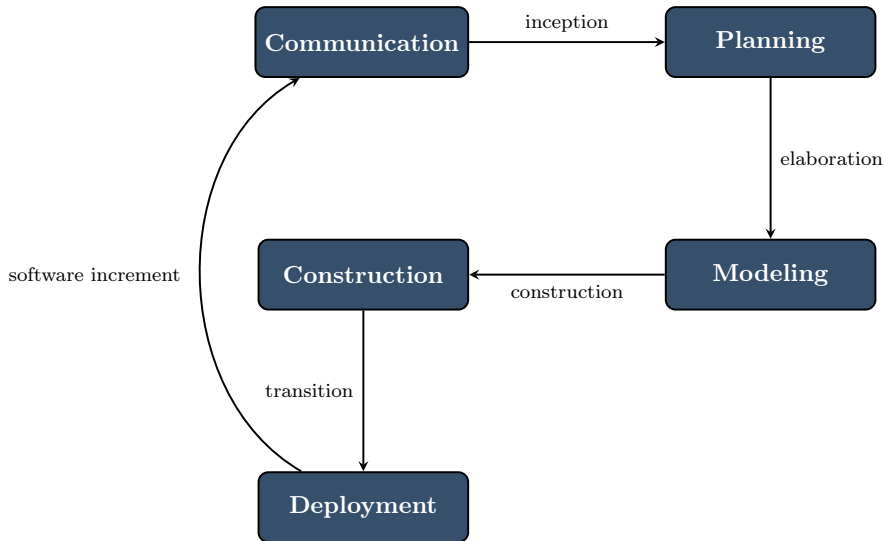 Communication
inception
Planning
elaboration
software increment
Construction
construction
Modeling
transition
Deployment